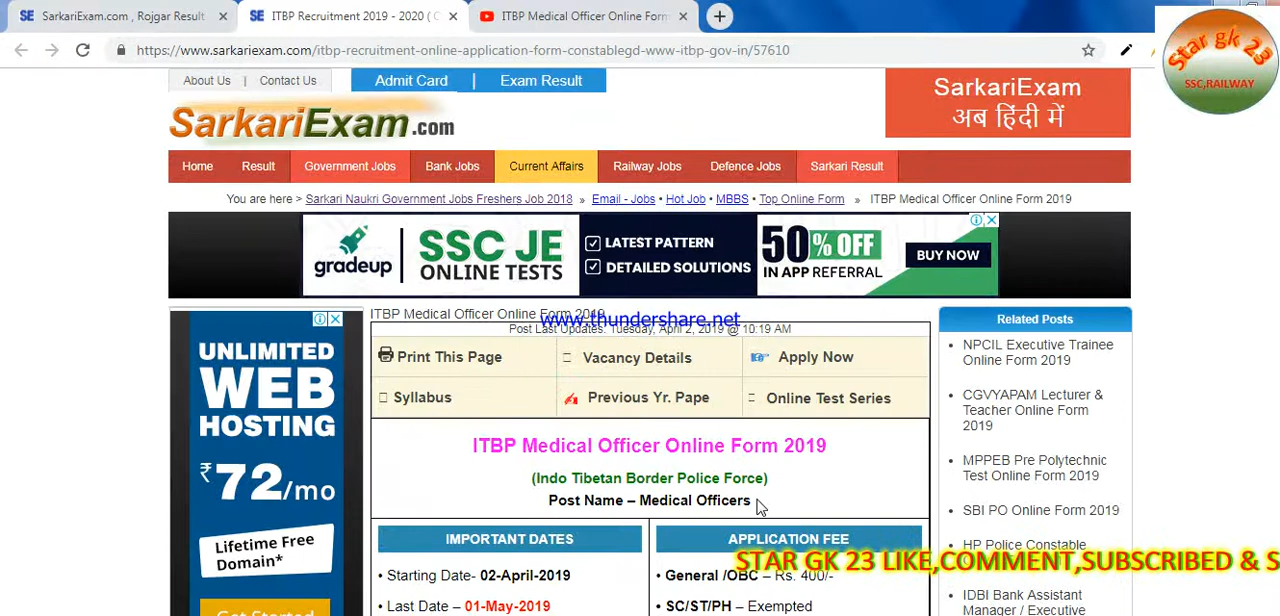 SarkariExam.com , Rojgar Result
ITBP Recruitment 2019 - 2020 ( C
ITBP Medical Officer Online Form
https://www.sarkariexam.com/itbp-recruitment-online-application-form-constablegd-www-itbp-gov-in/57610
Star gk 23
SSC,RAILWAY
About Us | Contact Us
Admit Card | Exam Result
SarkariExam.com
SarkariExam
अब हिंदी में
Home Result Government Jobs Bank Jobs Current Affairs Railway Jobs Defence Jobs Sarkari Result
You are here > Sarkari Naukri Government Jobs Freshers Job 2018 » Email - Jobs • Hot Job • MBBS • Top Online Form » ITBP Medical Officer Online Form 2019
gradeup
SSC JE
ONLINE TESTS
LATEST PATTERN
DETAILED SOLUTIONS
50% OFF
IN APP REFERRAL
BUY NOW
UNLIMITED
WEB
HOSTING
₹72/mo
Lifetime Free
Domain*
Get Started
ITBP Medical Officer Online Form 2019
www.thundershare.net
Post Last Updates: Tuesday, April 2, 2019 @ 10:19 AM
Print This Page Vacancy Details Apply Now
Syllabus Previous Yr. Pape Online Test Series
ITBP Medical Officer Online Form 2019
(Indo Tibetan Border Police Force)
Post Name – Medical Officers
IMPORTANT DATES
• Starting Date- 02-April-2019
• Last Date – 01-May-2019
APPLICATION FEE
• General /OBC – Rs. 400/-
• SC/ST/PH – Exempted
Related Posts
• NPCIL Executive Trainee
Online Form 2019
• CGVYAPAM Lecturer &
Teacher Online Form
2019
• MPPEB Pre Polytechnic
Test Online Form 2019
• SBI PO Online Form 2019
• HP Police Constable
• IDBI Bank Assistant
Manager / Executive
STAR GK 23 LIKE,COMMENT,SUBSCRIBED & S